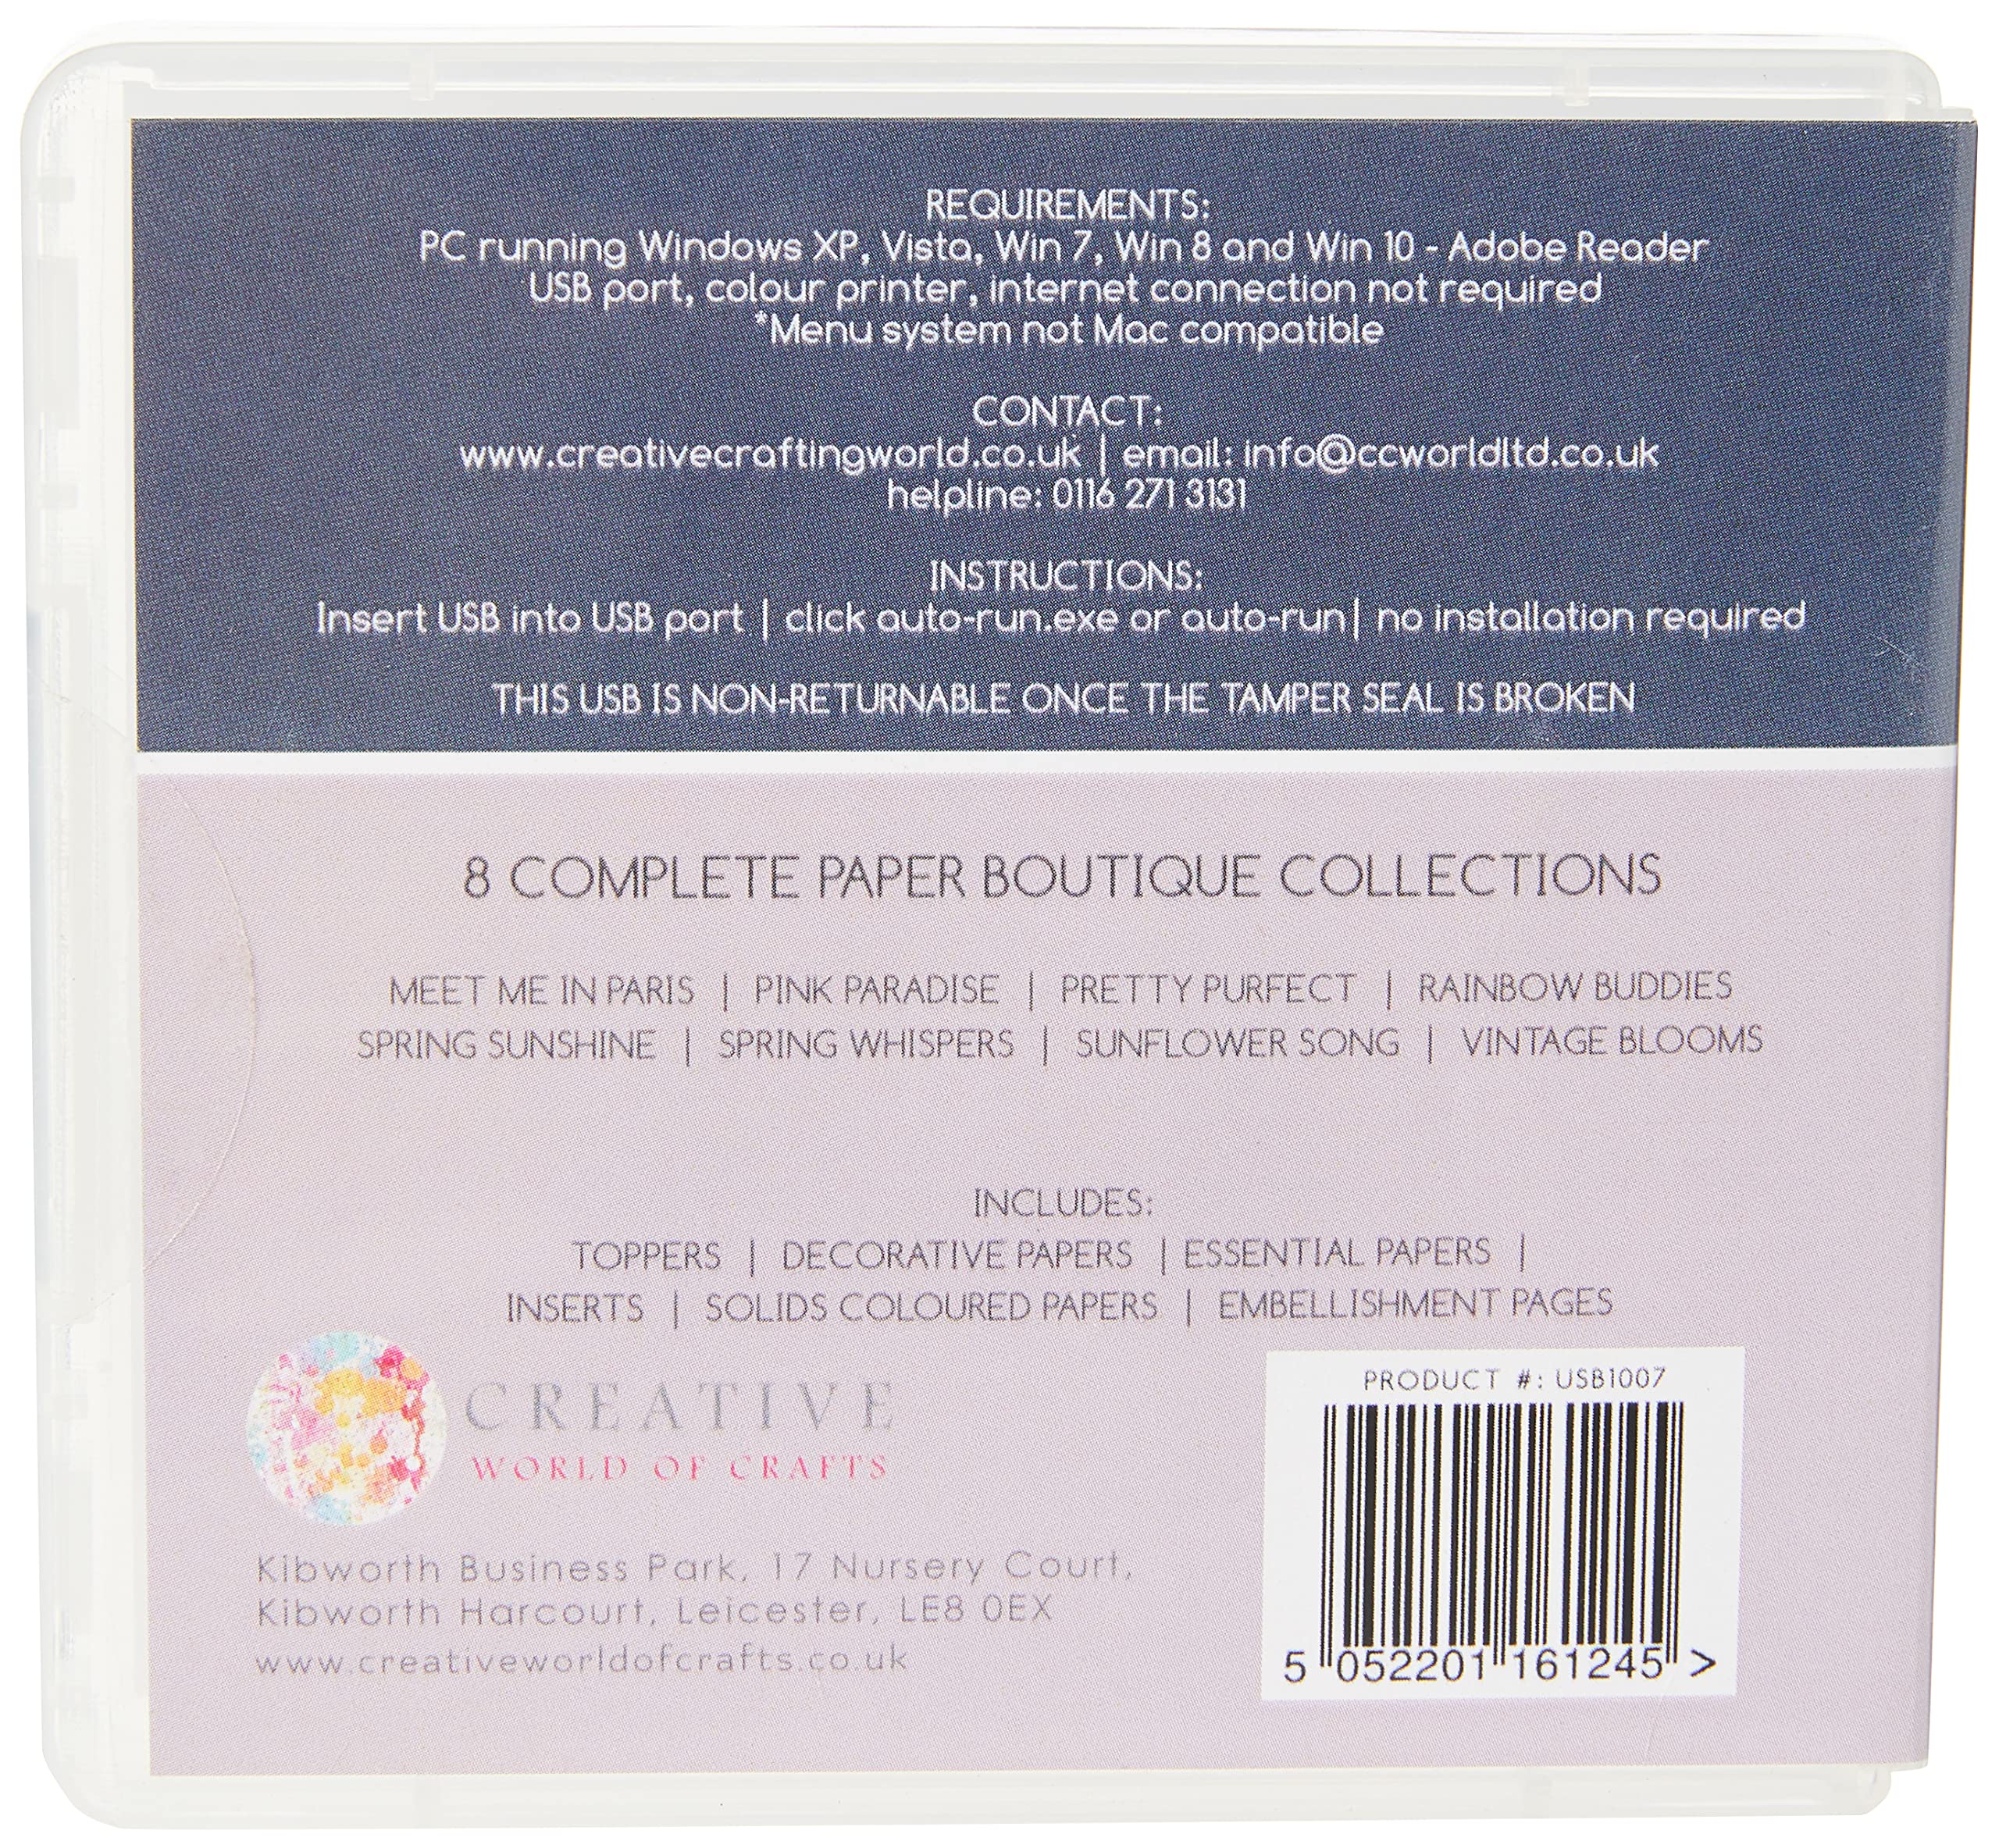 REQUIREMENTS:
PC running Windows XP, Vista, Win 7, Win 8 and Win 10 - Adobe Reader
USB port, colour printer, internet connection not required
*Menu system not Mac compatible
CONTACT:
www.creativecraftingworld.co.uk | email: info@ccworldltd.co.uk
helpline: 0116 271 3131
INSTRUCTIONS:
Insert USB into USB port | click auto-run.exe or auto-run| no installation required
THIS USB IS NON-RETURNABLE ONCE THE TAMPER SEAL IS BROKEN
8 COMPLETE PAPER BOUTIQUE COLLECTIONS
MEET ME IN PARIS | PINK PARADISE | PRETTY PURFECT | RAINBOW BUDDIES
SPRING SUNSHINE | SPRING WHISPERS | SUNFLOWER SONG | VINTAGE BLOOMS
INCLUDES:
TOPPERS | DECORATIVE PAPERS | ESSENTIAL PAPERS |
INSERTS | SOLIDS COLOURED PAPERS | EMBELLISHMENT PAGES
CREATIVE
WORLD OF CRAFTS
Kibworth Business Park, 17 Nursery Court,
Kibworth Harcourt, Leicester, LE8 0EX
www.creativeworldofcrafts.co.uk
PRODUCT #: USB1007
5 052201 161245 >